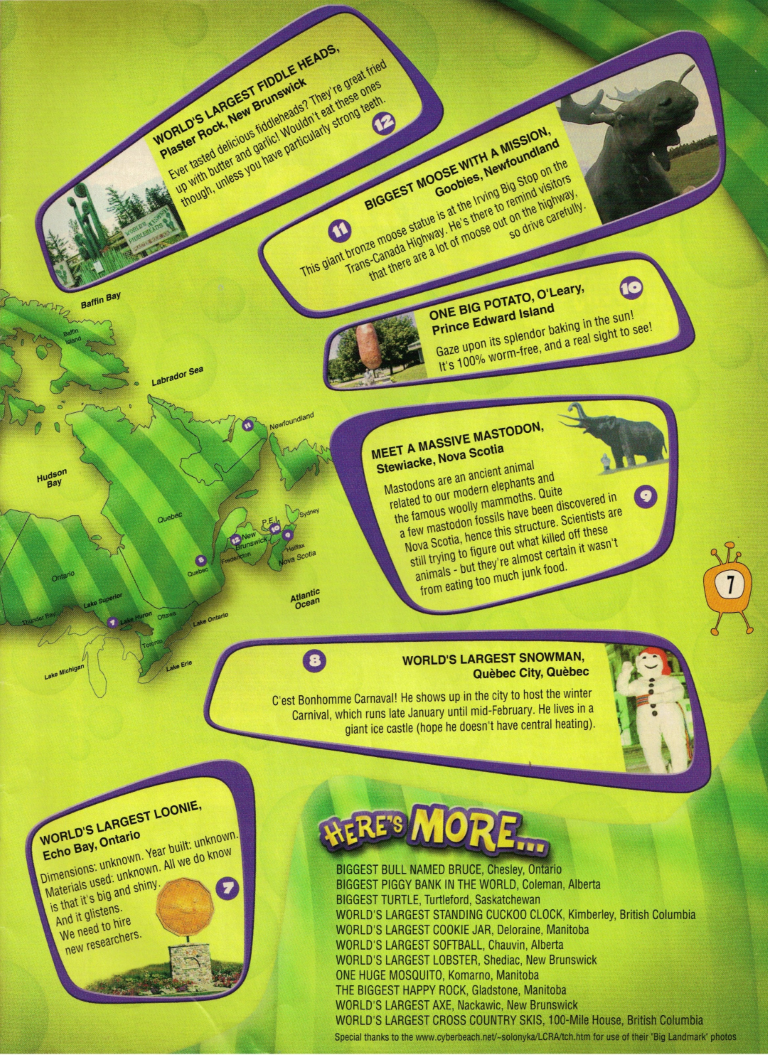 WORLD'S LARGEST FIDDLE HEADS,
Plaster Rock, New Brunswick
Ever tasted delicious fiddleheads? They're great fried
up with butter and garlic! Wouldn't eat these ones
though, unless you have particularly strong teeth.
12
WORLD'S LARGEST
FIDDLEHEADS
BIGGEST MOOSE WITH A MISSION,
Goobies, Newfoundland
11
This giant bronze moose statue is at the Irving Big Stop on the
Trans-Canada Highway. He's there to remind visitors
that there are a lot of moose out on the highway,
so drive carefully.
ONE BIG POTATO, O'Leary,
Prince Edward Island
10
Gaze upon its splendor baking in the sun!
It's 100% worm-free, and a real sight to see!
MEET A MASSIVE MASTODON,
Stewiacke, Nova Scotia
Mastodons are an ancient animal
related to our modern elephants and
the famous woolly mammoths. Quite
a few mastodon fossils have been discovered in
Nova Scotia, hence this structure. Scientists are
still trying to figure out what killed off these
animals - but they're almost certain it wasn't
from eating too much junk food.
9
Baffin Bay
Baffin
Island
Labrador Sea
11
Newfoundland
Hudson
Bay
Quebec
P.E.I.
Sydney
10
12
New
Brunswick
9
Halifax
Fredericton
Nova Scotia
8
Quebec
Ontario
Atlantic
Ocean
Lake Superior
Thunder Bay
7
Lake Huron
Ottawa
Lake Ontario
Toronto
Lake Michigan
Lake Erie
7
8
WORLD'S LARGEST SNOWMAN,
Quèbec City, Quèbec
C'est Bonhomme Carnaval! He shows up in the city to host the winter
Carnival, which runs late January until mid-February. He lives in a
giant ice castle (hope he doesn't have central heating).
WORLD'S LARGEST LOONIE,
Echo Bay, Ontario
Dimensions: unknown. Year built: unknown.
Materials used: unknown. All we do know
is that it's big and shiny.
And it glistens.
We need to hire
new researchers.
7
HERE'S MORE...
BIGGEST BULL NAMED BRUCE, Chesley, Ontario
BIGGEST PIGGY BANK IN THE WORLD, Coleman, Alberta
BIGGEST TURTLE, Turtleford, Saskatchewan
WORLD'S LARGEST STANDING CUCKOO CLOCK, Kimberley, British Columbia
WORLD'S LARGEST COOKIE JAR, Deloraine, Manitoba
WORLD'S LARGEST SOFTBALL, Chauvin, Alberta
WORLD'S LARGEST LOBSTER, Shediac, New Brunswick
ONE HUGE MOSQUITO, Komarno, Manitoba
THE BIGGEST HAPPY ROCK, Gladstone, Manitoba
WORLD'S LARGEST AXE, Nackawic, New Brunswick
WORLD'S LARGEST CROSS COUNTRY SKIS, 100-Mile House, British Columbia
Special thanks to the www.cyberbeach.net/~solonyka/LCRA/tch.htm for use of their 'Big Landmark' photos